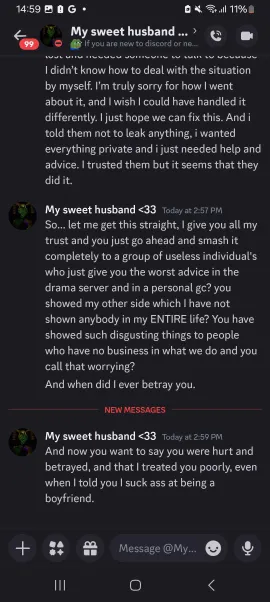 14:59 G •
11%
99
My sweet husband ... >
If you are new to discord or ne...
lost and needed someone to talk to because
I didn't know how to deal with the situation
by myself. I'm truly sorry for how I went
about it, and I wish I could have handled it
differently. I just hope we can fix this. And i
told them not to leak anything, i wanted
everything private and i just needed help and
advice. I trusted them but it seems that they
did it.
My sweet husband <33 Today at 2:57 PM
So... let me get this straight, I give you all my
trust and you just go ahead and smash it
completely to a group of useless individual's
who just give you the worst advice in the
drama server and in a personal gc? you
showed my other side which I have not
shown anybody in my ENTIRE life? You have
showed such disgusting things to people
who have no business in what we do and you
call that worrying?
And when did I ever betray you.
NEW MESSAGES
My sweet husband <33 Today at 2:59 PM
And now you want to say you were hurt and
betrayed, and that I treated you poorly, even
when I told you I suck ass at being a
boyfriend.
Message @My...